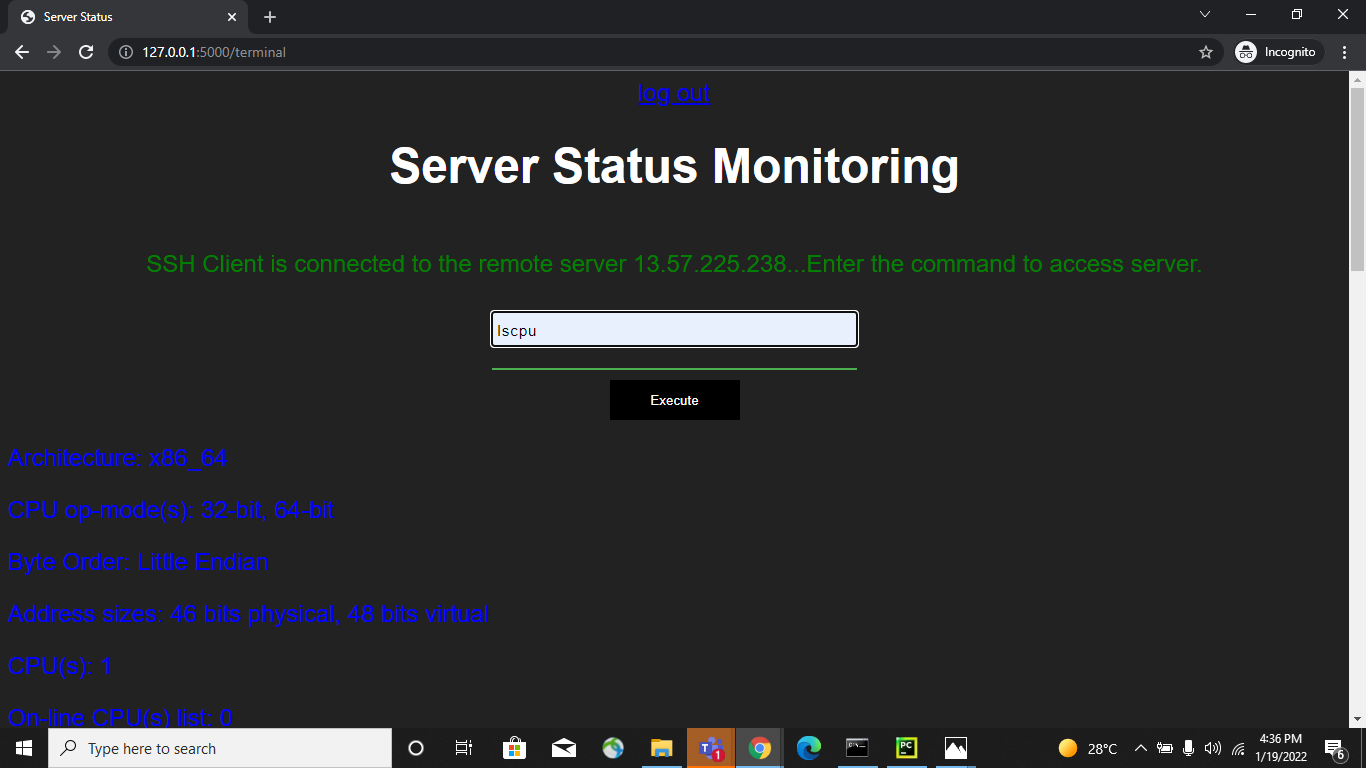 Server Status
127.0.0.1:5000/terminal
Incognito
log out
Server Status Monitoring
SSH Client is connected to the remote server 13.57.225.238...Enter the command to access server.
lscpu
Execute
Architecture: x86_64
CPU op-mode(s): 32-bit, 64-bit
Byte Order: Little Endian
Address sizes: 46 bits physical, 48 bits virtual
CPU(s): 1
On-line CPU(s) list: 0
Type here to search
1
PC
28°C
4:36 PM
1/19/2022
6